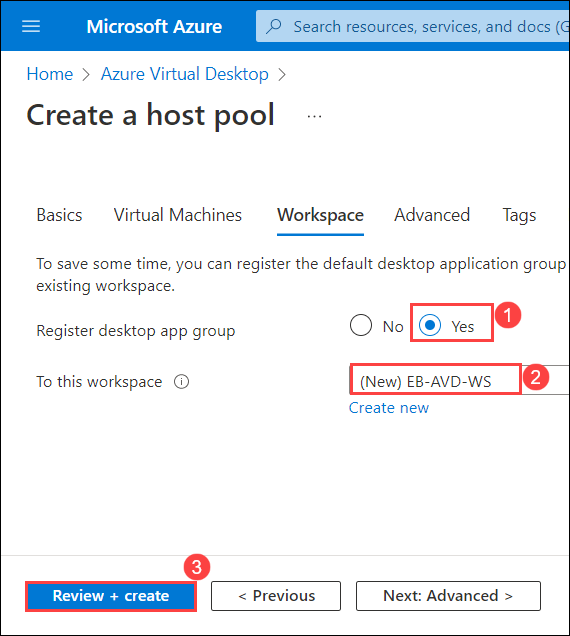 Microsoft Azure
Search resources, services, and docs (G
Home > Azure Virtual Desktop >
Create a host pool ...
Basics Virtual Machines Workspace Advanced Tags
To save some time, you can register the default desktop application group
existing workspace.
Register desktop app group No Yes 1
To this workspace (New) EB-AVD-WS 2
Create new
3
Review + create < Previous Next: Advanced >